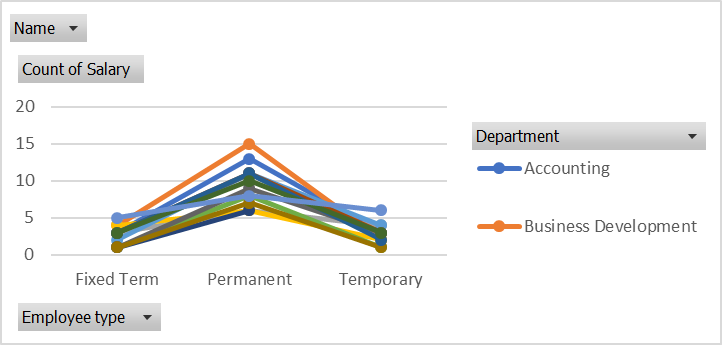 Name
Count of Salary
20
15
10
5
0
Fixed Term Permanent Temporary
Employee type
Department
Accounting
Business Development